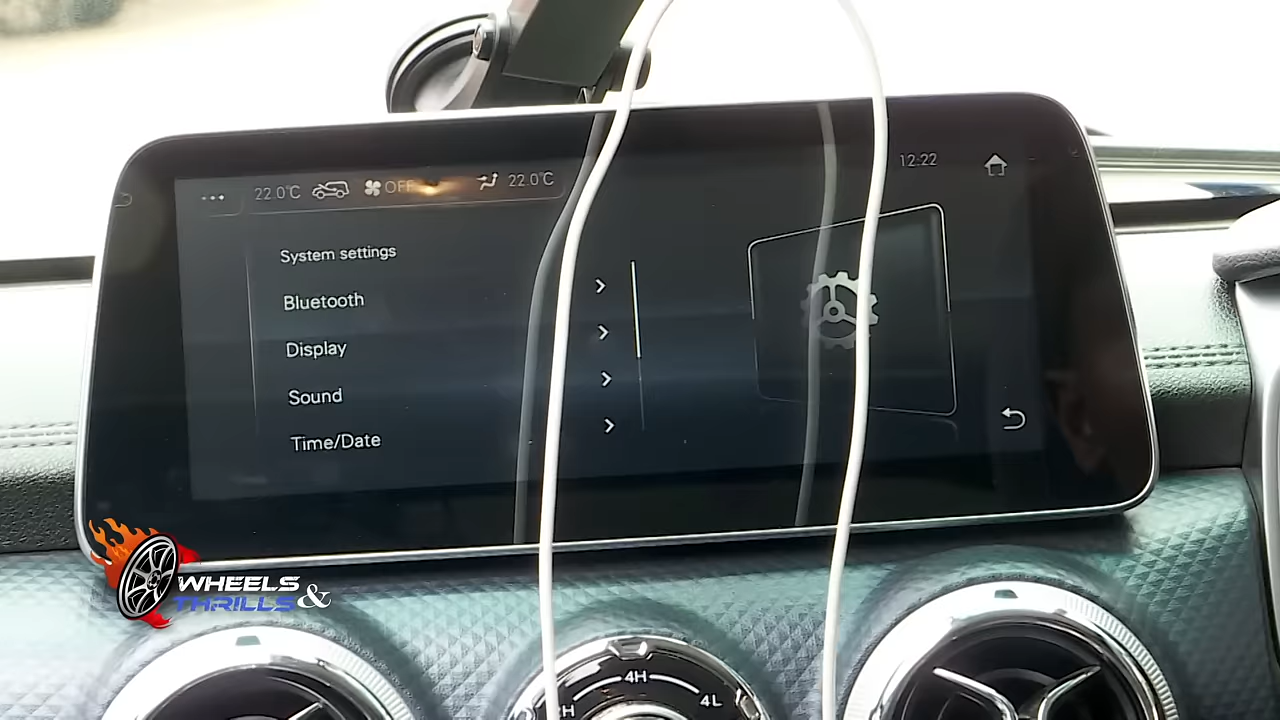 22.0°C OFF 22.0°C 12:22
System settings
Bluetooth
Display
Sound
Time/Date
WHEELS &
THRILLS
4H
4L